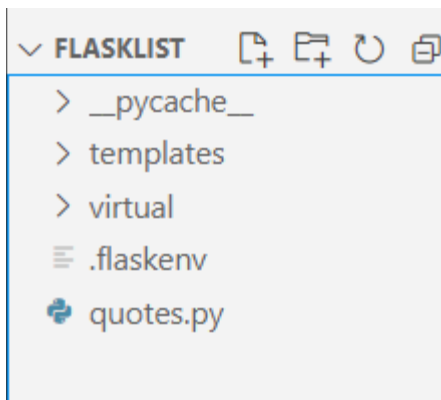 FLASKLIST
__pycache__
templates
virtual
.flaskenv
quotes.py